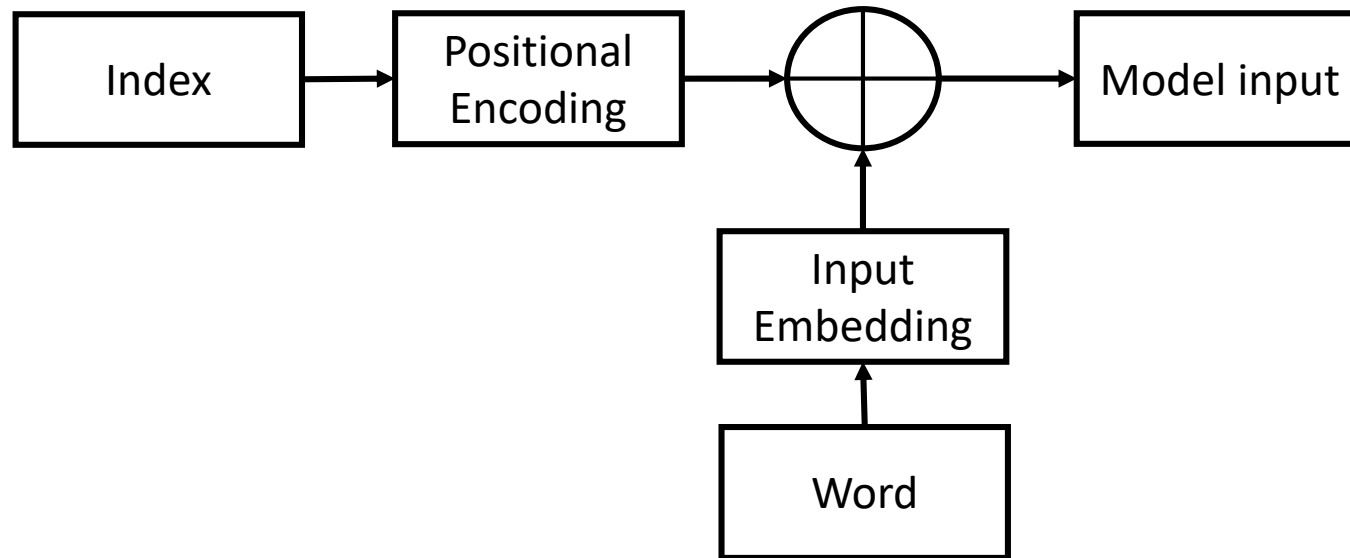 Index
Positional
Encoding
Model input
Input
Embedding
Word